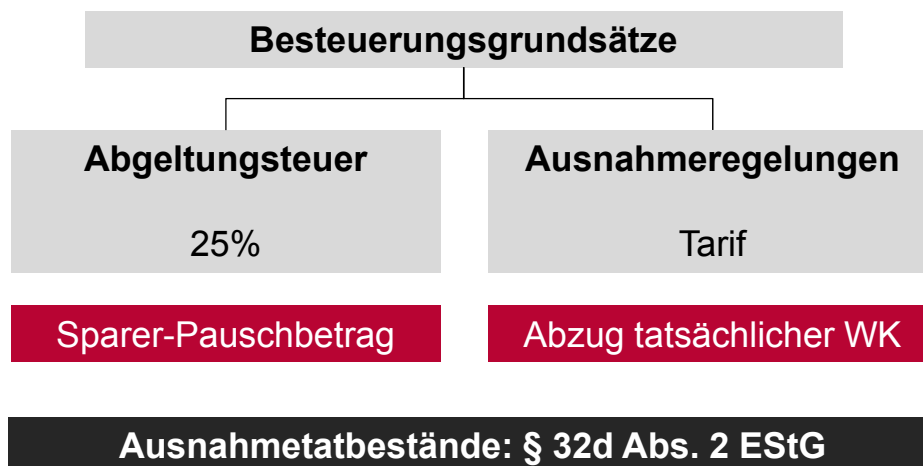 Besteuerungsgrundsätze
Abgeltungsteuer
25%
Sparer-Pauschbetrag
Ausnahmeregelungen
Tarif
Abzug tatsächlicher WK
Ausnahmetatbestände: § 32d Abs. 2 EStG